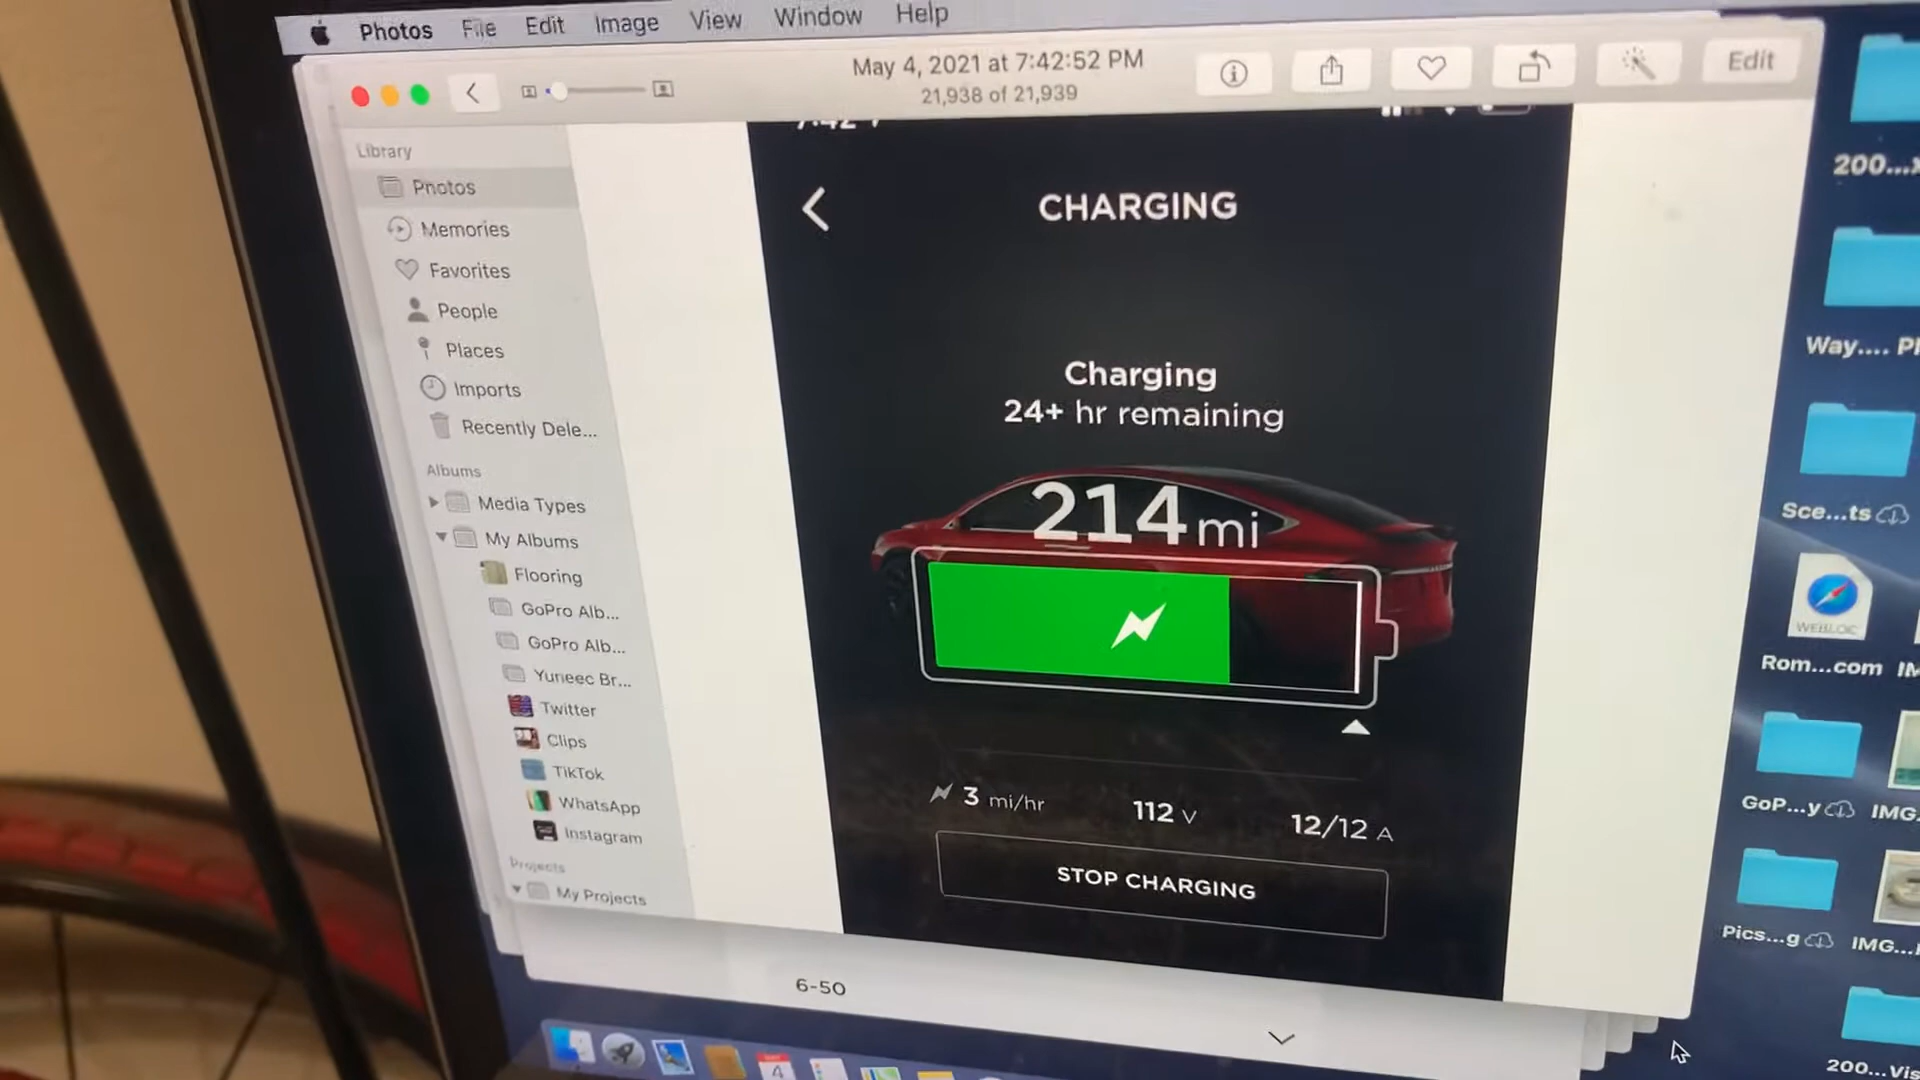 Photos File Edit Image View Window Help
May 4, 2021 at 7:42:52 PM
21,938 of 21,939
Edit
Library
Photos
Memories
Favorites
People
Places
Imports
Recently Dele...
Albums
Media Types
My Albums
Flooring
GoPro Alb...
GoPro Alb...
Yuneec Br...
Twitter
Clips
TikTok
WhatsApp
Instagram
Projects
My Projects
CHARGING
Charging
24+ hr remaining
214 mi
3 mi/hr 112 V 12/12 A
STOP CHARGING
6-50
4
Way.... 
Sce...ts
WEBLOC
Rom...com
GoP...y
IMG
Pics...g
IMG...